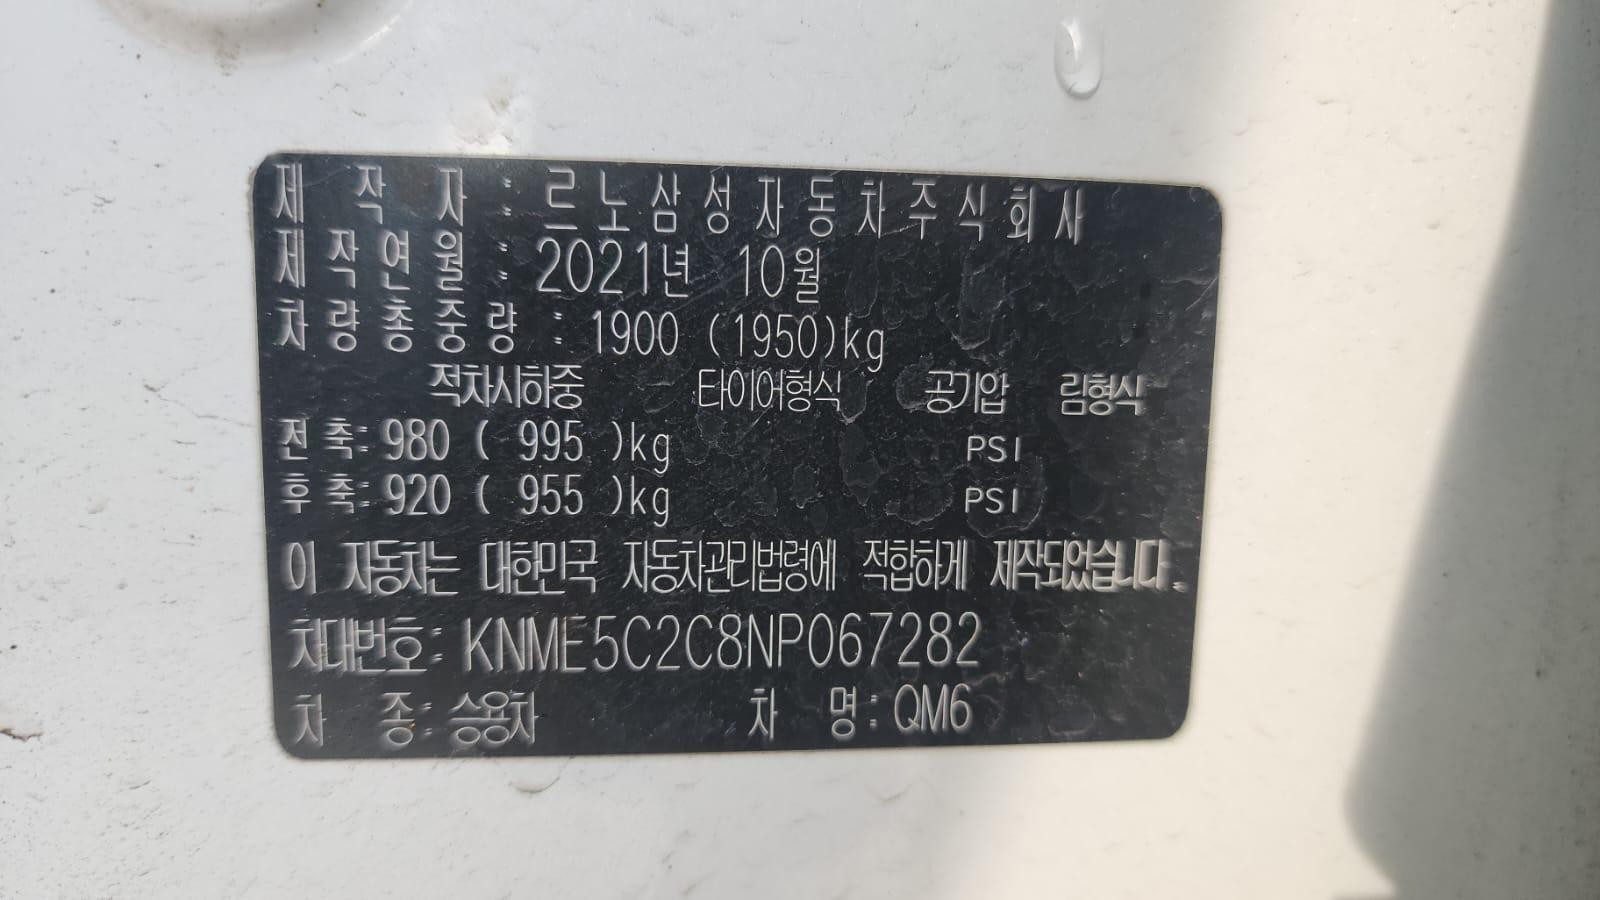 제 작 자 : 르노삼성자동차주식회사
제작연월 : 2021년 10월
차량총중량 : 1900 (1950)kg
적차시하중 타이어형식 공기압 림형식
전축: 980 ( 995 )kg PSI
후축: 920 ( 955 )kg PSI
이 자동차는 대한민국 자동차관리법령에 적합하게 제작되었습니다.
차대번호: KNME5C2C8NP067282
차 종: 승용차 차 명: QM6